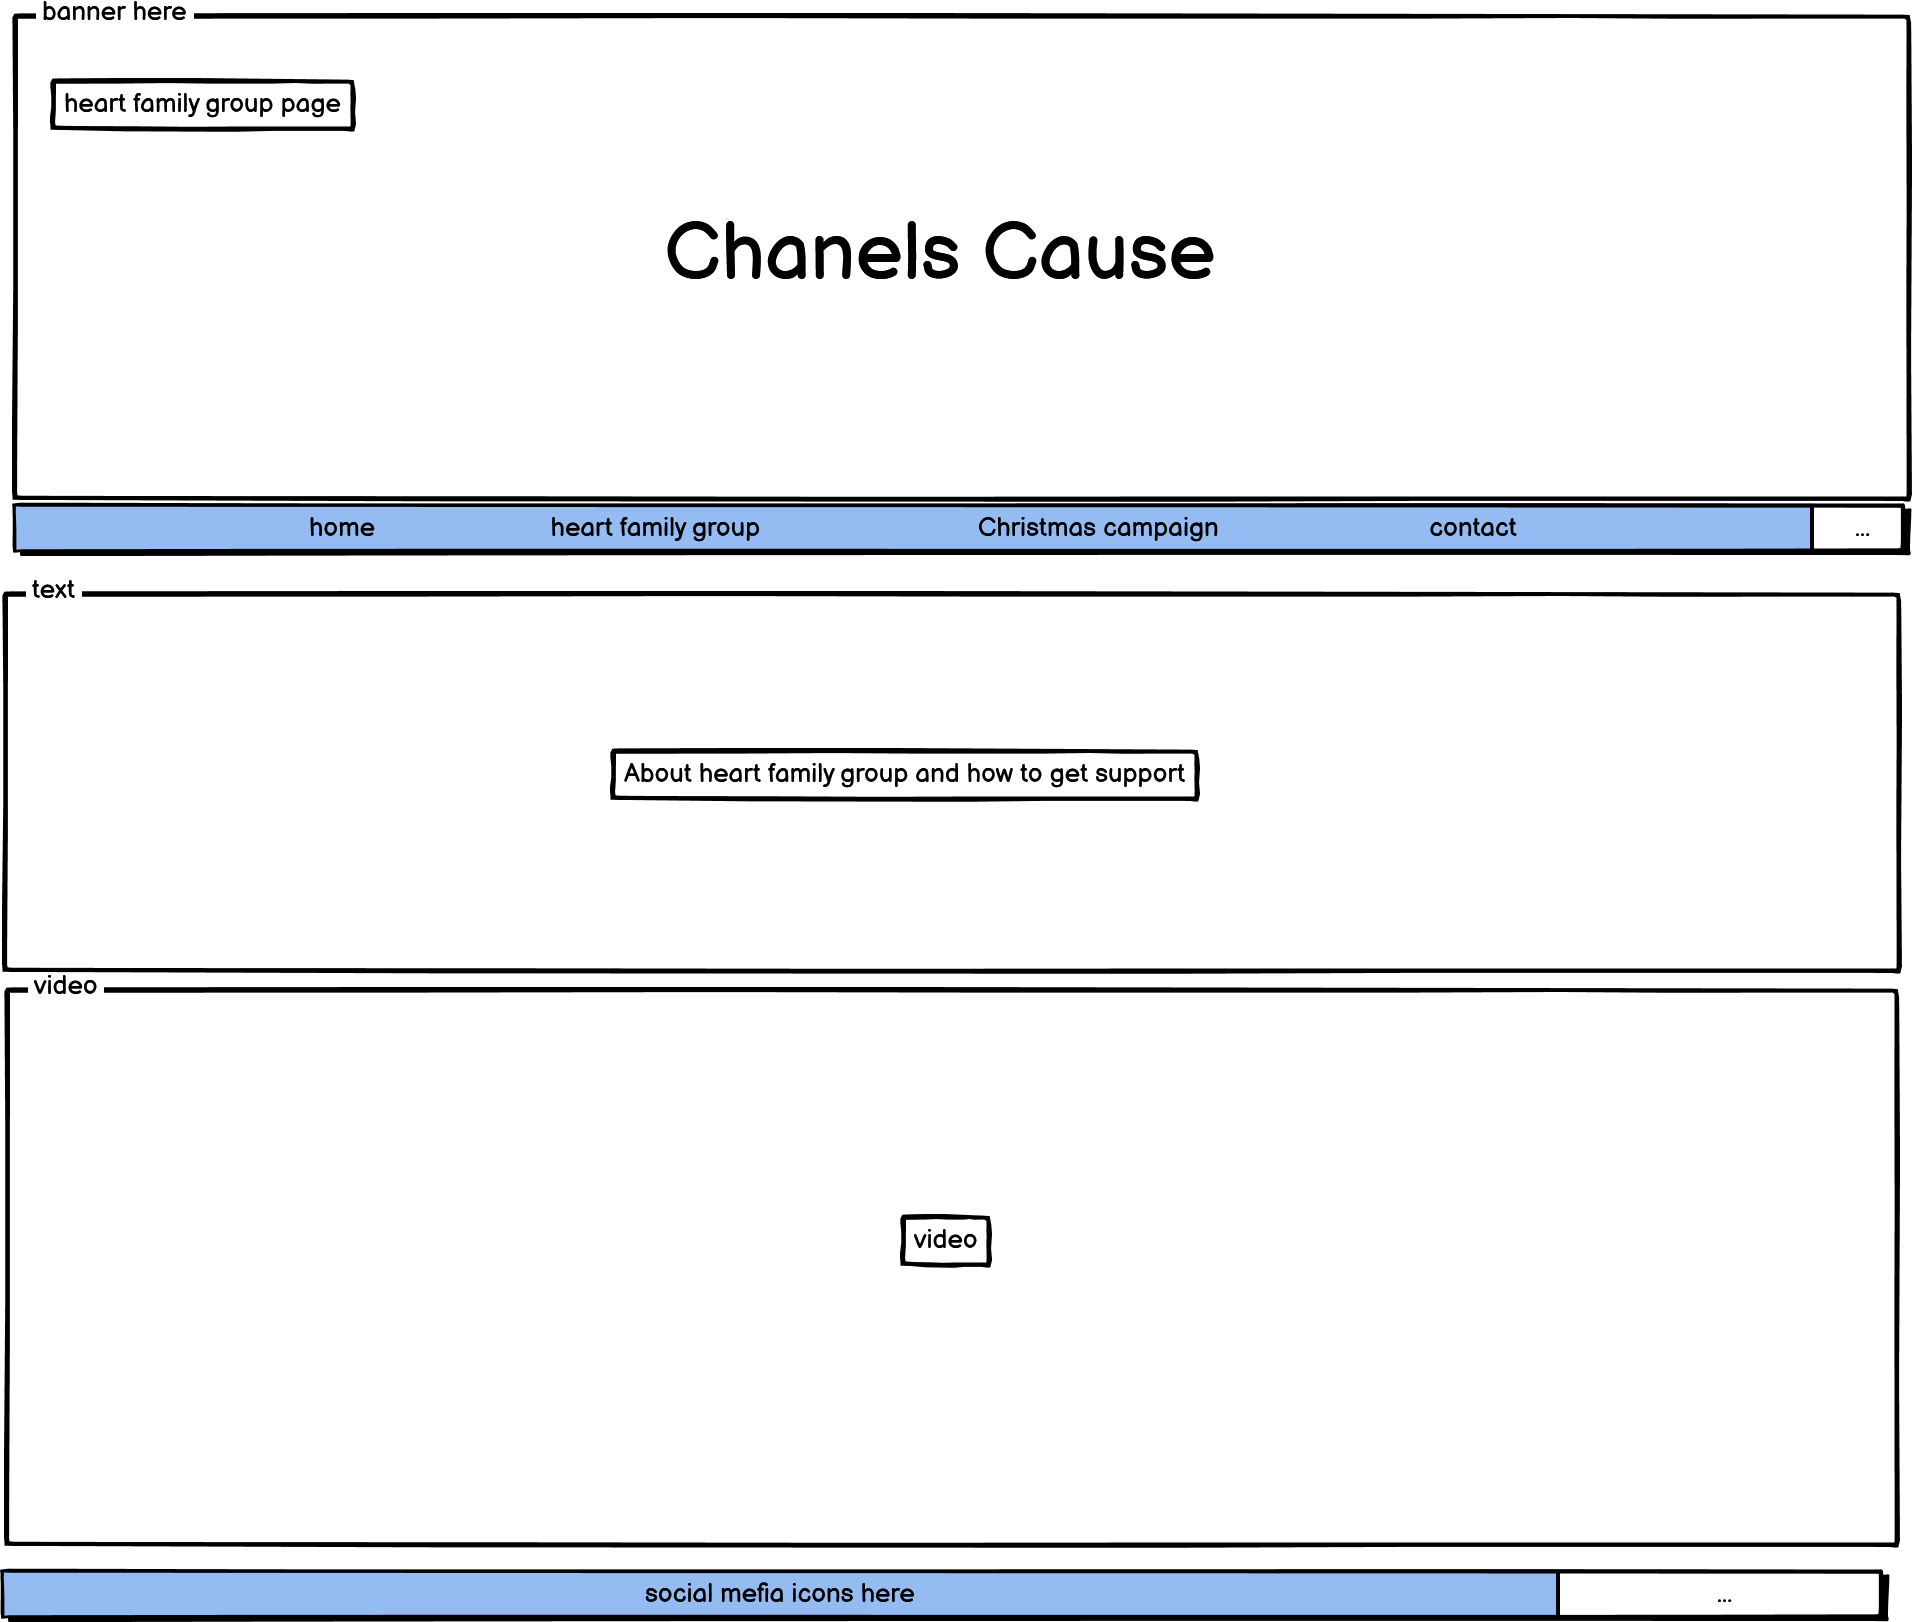 banner here
heart family group page
Chanels Cause
home heart family group Christmas campaign contact ...
text
About heart family group and how to get support
video
video
social mefia icons here ...